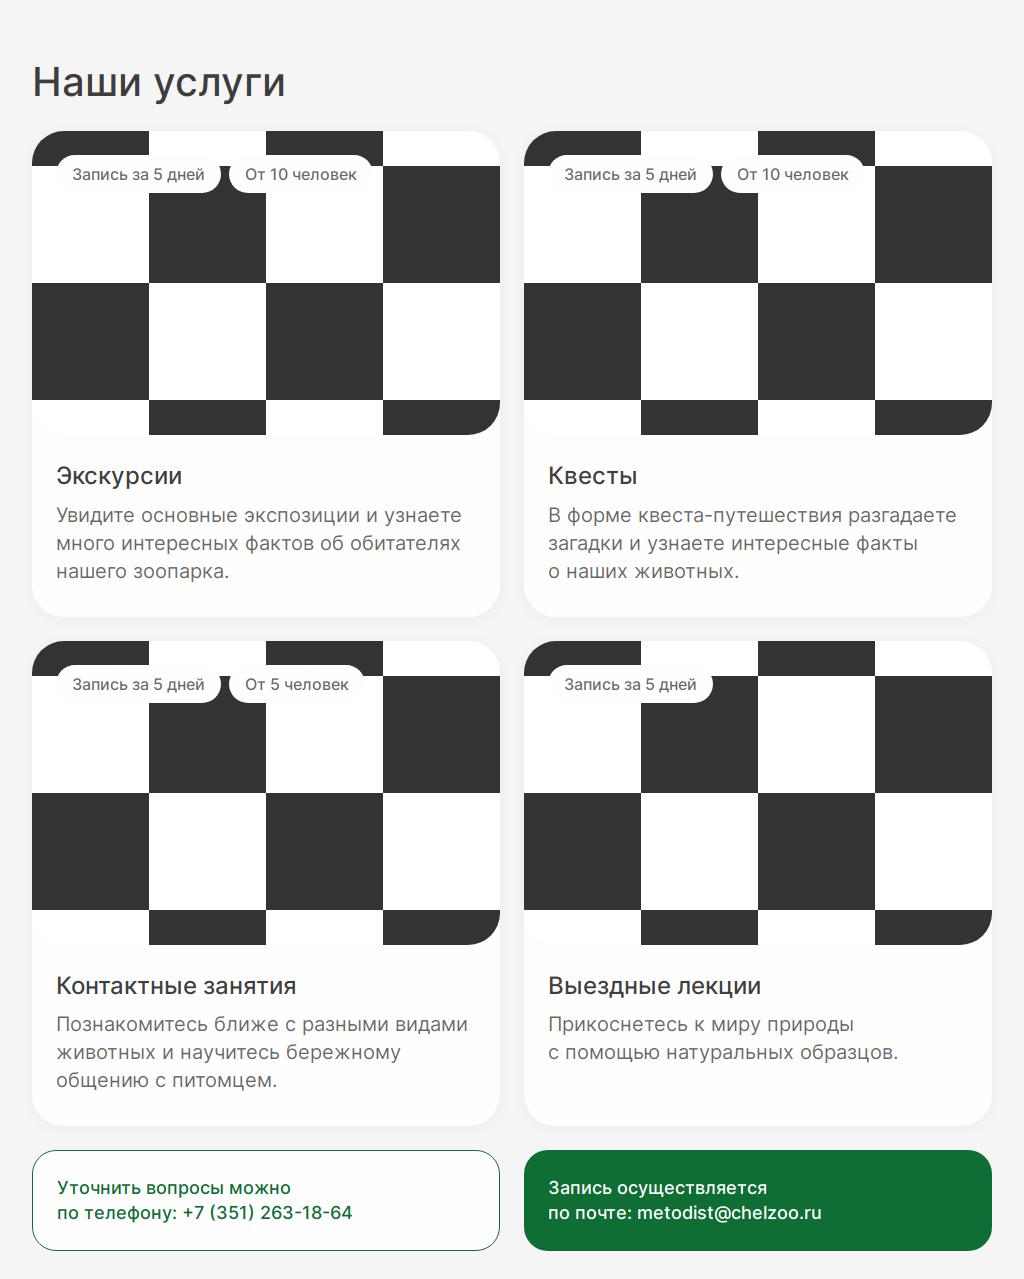 Наши услуги
Запись за 5 дней
От 10 человек
Экскурсии
Увидите основные экспозиции и узнаете
много интересных фактов об обитателях
нашего зоопарка.
Запись за 5 дней
От 10 человек
Квесты
В форме квеста-путешествия разгадаете
загадки и узнаете интересные факты
о наших животных.
Запись за 5 дней
От 5 человек
Контактные занятия
Познакомитесь ближе с разными видами
животных и научитесь бережному
общению с питомцем.
Запись за 5 дней
Выездные лекции
Прикоснетесь к миру природы
с помощью натуральных образцов.
Уточнить вопросы можно
по телефону: +7 (351) 263-18-64
Запись осуществляется
по почте: metodist@chelzoo.ru